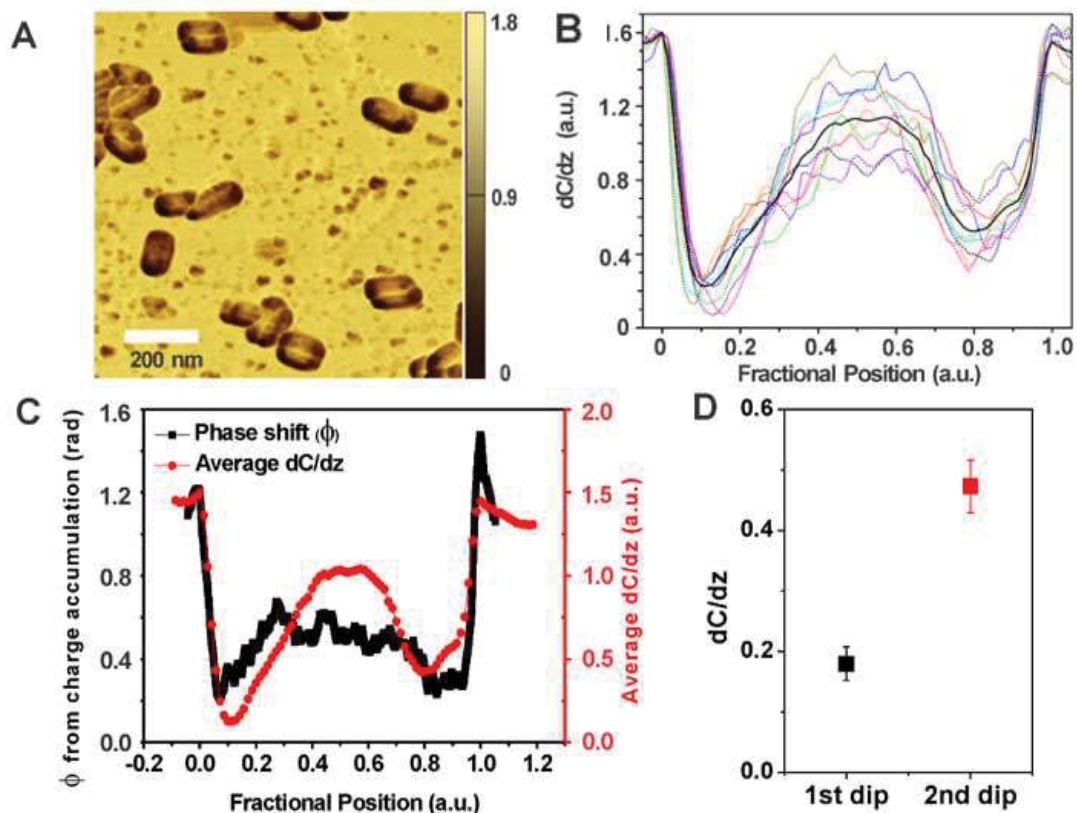 A
1.8
0.9
0
200 nm
B
dC/dz (a.u.)
1.6
1.2
0.8
0.4
0
0 0.2 0.4 0.6 0.8 1.0
Fractional Position (a.u.)
C
ϕ from charge accumulation (rad)
1.6
1.2
0.8
0.4
0.0
Phase shift (ϕ)
Average dC/dz
2.0
1.5
1.0
0.5
0.0
Average dC/dz (a.u.)
-0.2 0.0 0.2 0.4 0.6 0.8 1.0 1.2
Fractional Position (a.u.)
D
dC/dz
0.6
0.4
0.2
0.0
1st dip 2nd dip